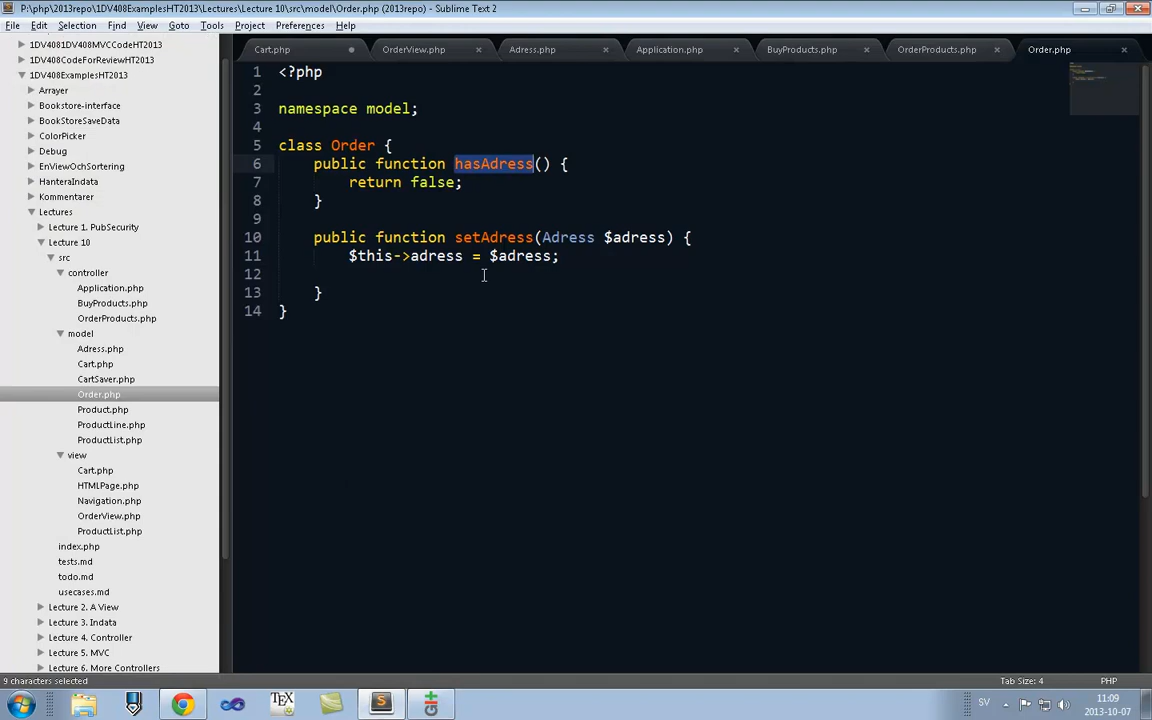 P:\php\2013repo\1DV408ExamplesHT2013\Lectures\Lecture 10\src\model\Order.php (2013repo) - Sublime Text 2
File Edit Selection Find View Goto Tools Project Preferences Help
1DV4081DV408MVCCodeHT2013
1DV408CodeForReviewHT2013
1DV408ExamplesHT2013
Arrayer
Bookstore-interface
BookStoreSaveData
ColorPicker
Debug
EnViewOchSortering
HanteraIndata
Kommentarer
Lectures
Lecture 1. PubSecurity
Lecture 10
src
controller
Application.php
BuyProducts.php
OrderProducts.php
model
Adress.php
Cart.php
CartSaver.php
Order.php
Product.php
ProductLine.php
ProductList.php
view
Cart.php
HTMLPage.php
Navigation.php
OrderView.php
ProductList.php
index.php
tests.md
todo.md
usecases.md
Lecture 2. A View
Lecture 3. Indata
Lecture 4. Controller
Lecture 5. MVC
Lecture 6. More Controllers
Cart.php OrderView.php Adress.php Application.php BuyProducts.php OrderProducts.php Order.php
1 <?php
2
3 namespace model;
4
5 class Order {
6 public function hasAdress() {
7 return false;
8 }
9
10 public function setAdress(Adress $adress) {
11 $this->adress = $adress;
12
13 }
14 }
9 characters selected Tab Size: 4 PHP
SV 11:09
2013-10-07